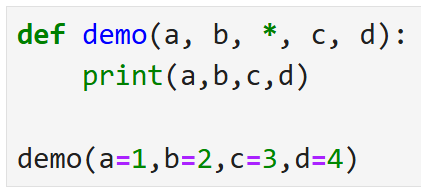 def demo(a, b, *, c, d):
    print(a,b,c,d)
demo(a=1,b=2,c=3,d=4)